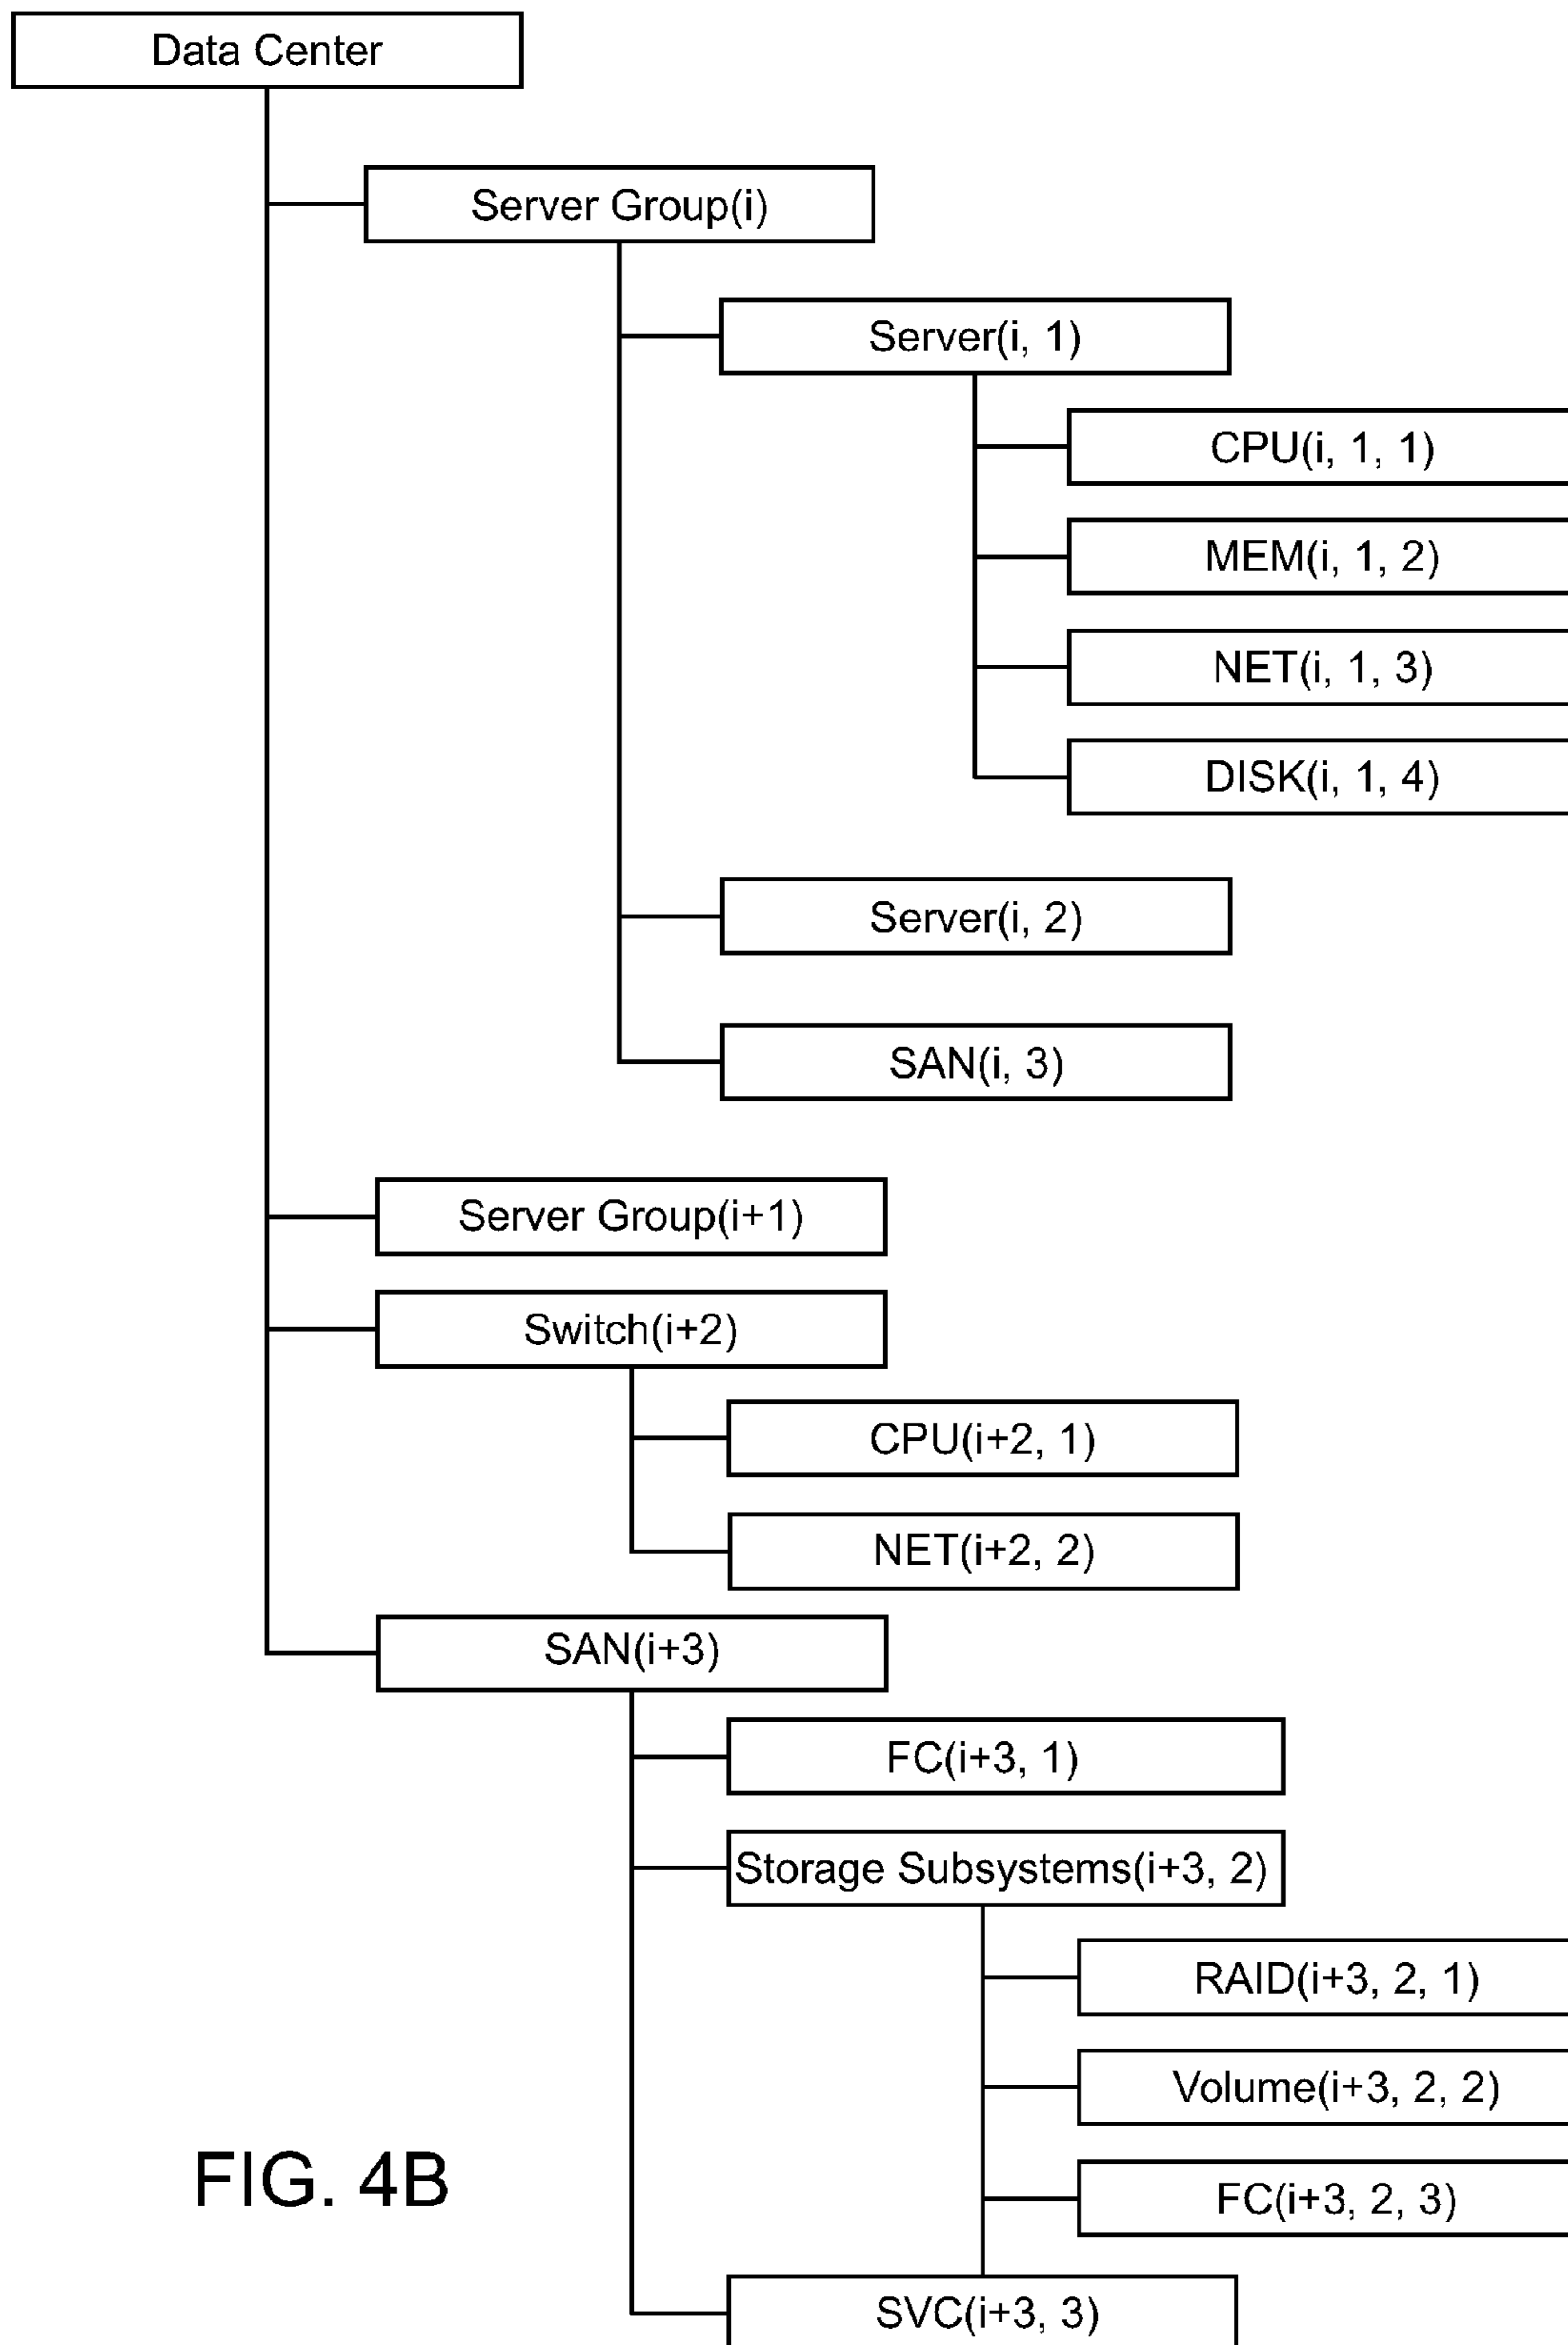 Data Center
Server Group(i)
Server(i, 1)
CPU(i, 1, 1)
MEM(i, 1, 2)
NET(i, 1, 3)
DISK(i, 1, 4)
Server(i, 2)
SAN(i, 3)
Server Group(i+1)
Switch(i+2)
CPU(i+2, 1)
NET(i+2, 2)
SAN(i+3)
FC(i+3, 1)
Storage Subsystems(i+3, 2)
RAID(i+3, 2, 1)
Volume(i+3, 2, 2)
FC(i+3, 2, 3)
SVC(i+3, 3)
FIG. 4B